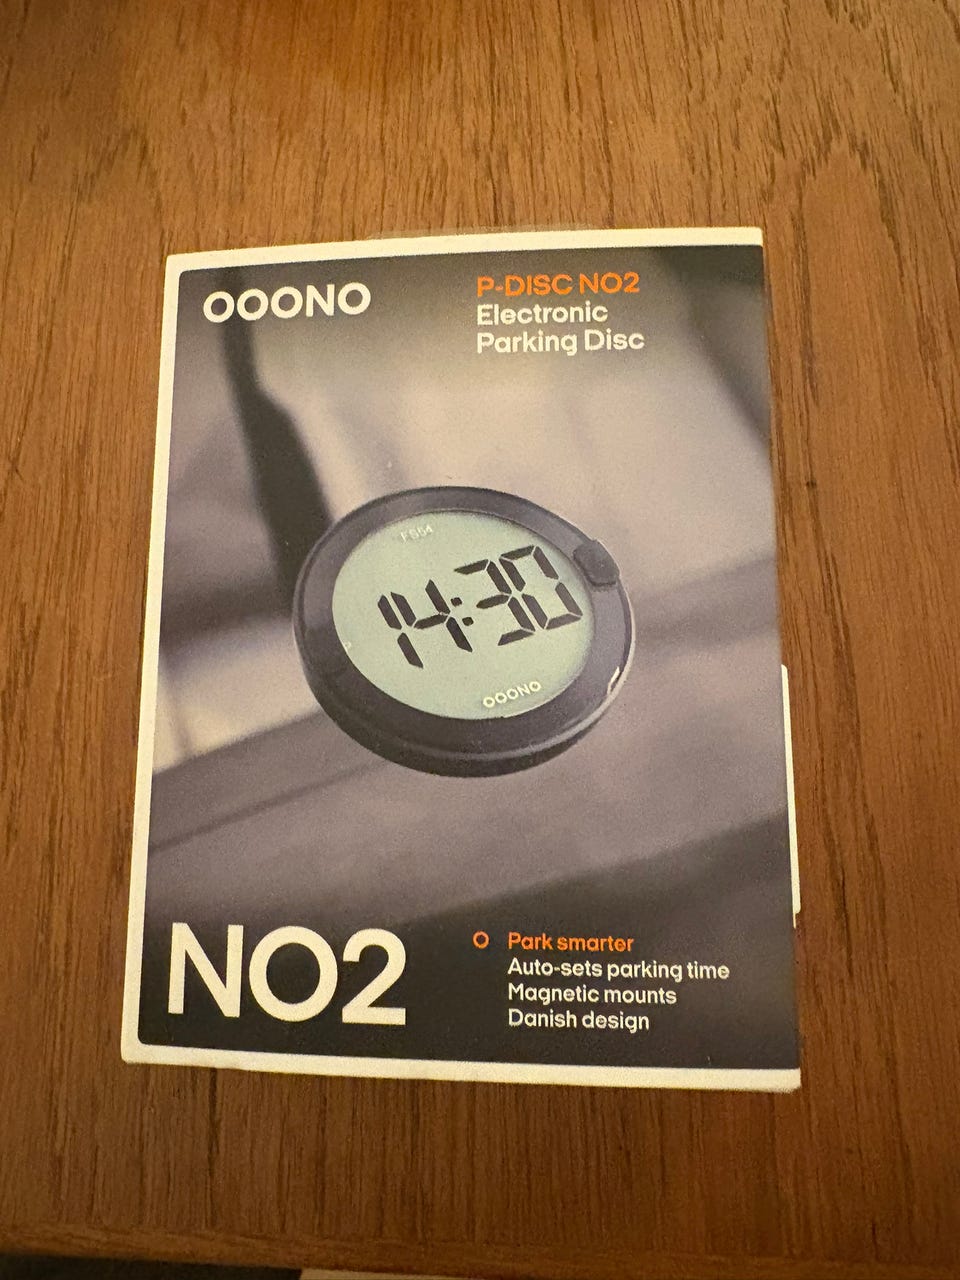 OOONO
P-DISC NO2
Electronic
Parking Disc
FS54
14:30
OOONO
NO2
Park smarter
Auto-sets parking time
Magnetic mounts
Danish design